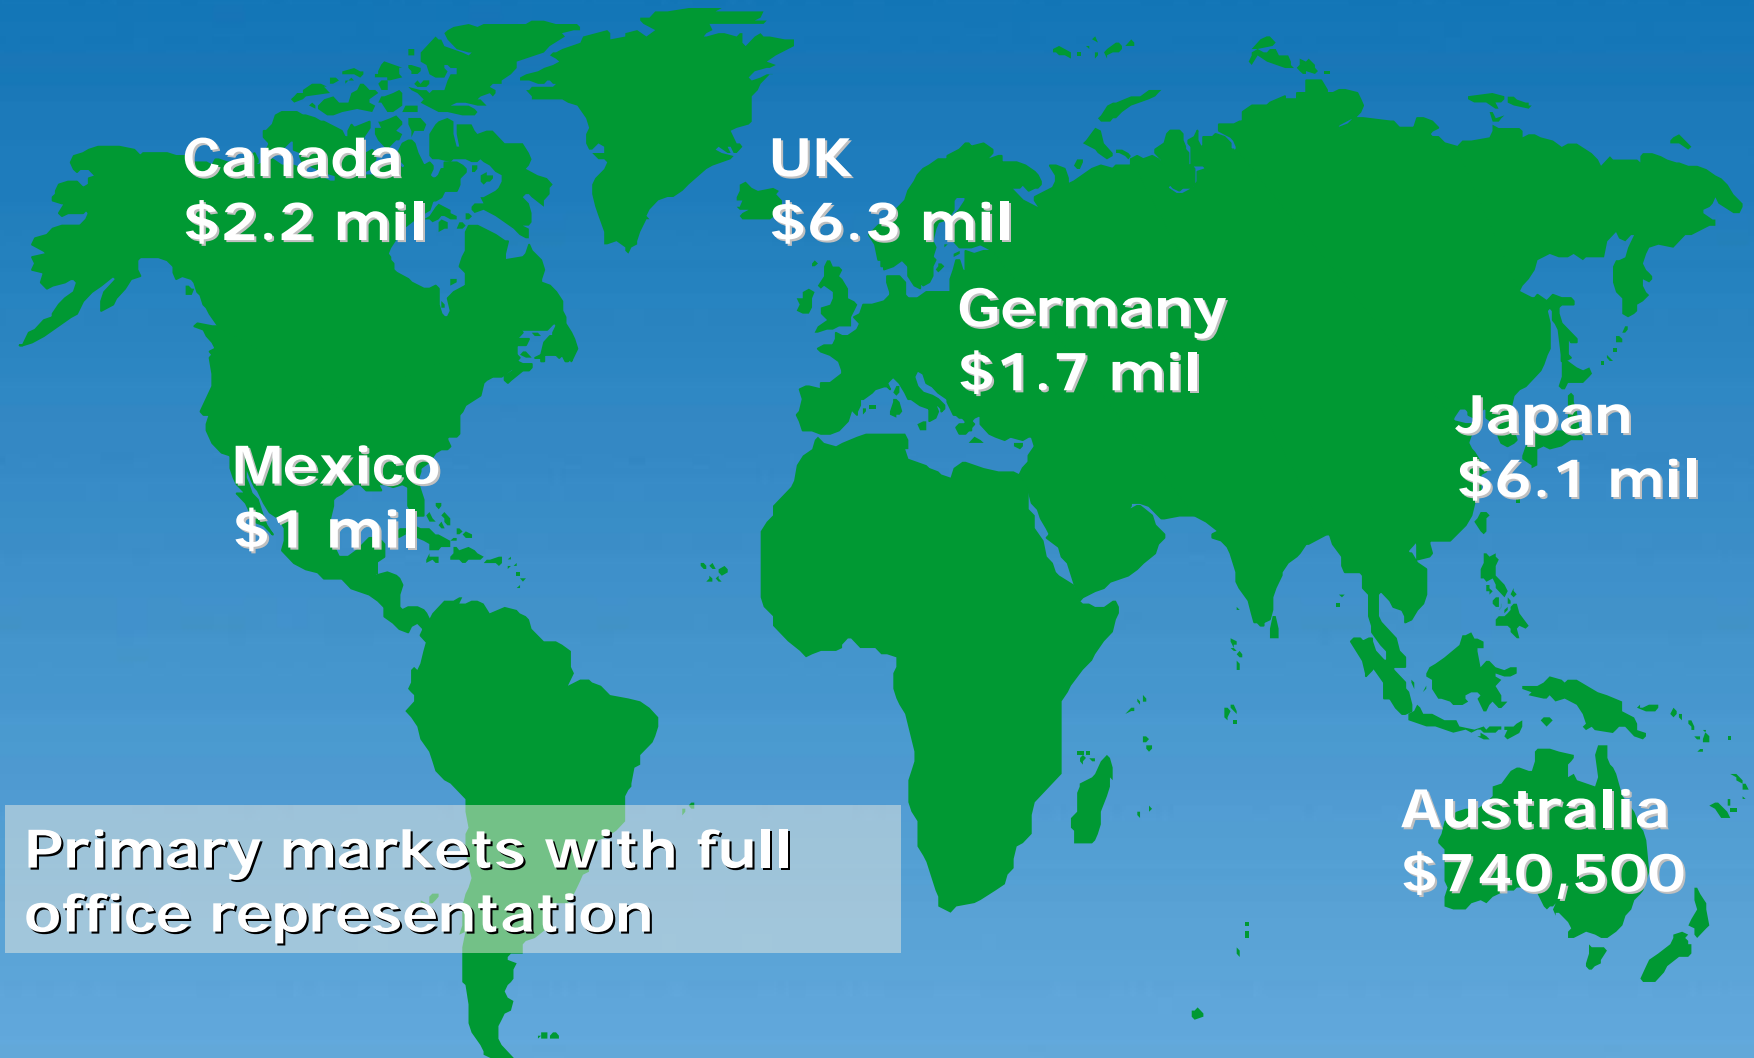 Canada
$2.2 mil
UK
$6.3 mil
Germany
$1.7 mil
Japan
$6.1 mil
Mexico
$1 mil
Australia
$740,500
Primary markets with full
office representation